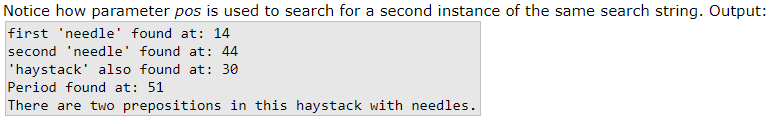 Notice how parameter pos is used to search for a second instance of the same search string. Output:
first 'needle' found at: 14
second 'needle' found at: 44
'haystack' also found at: 30
Period found at: 51
There are two prepositions in this haystack with needles.